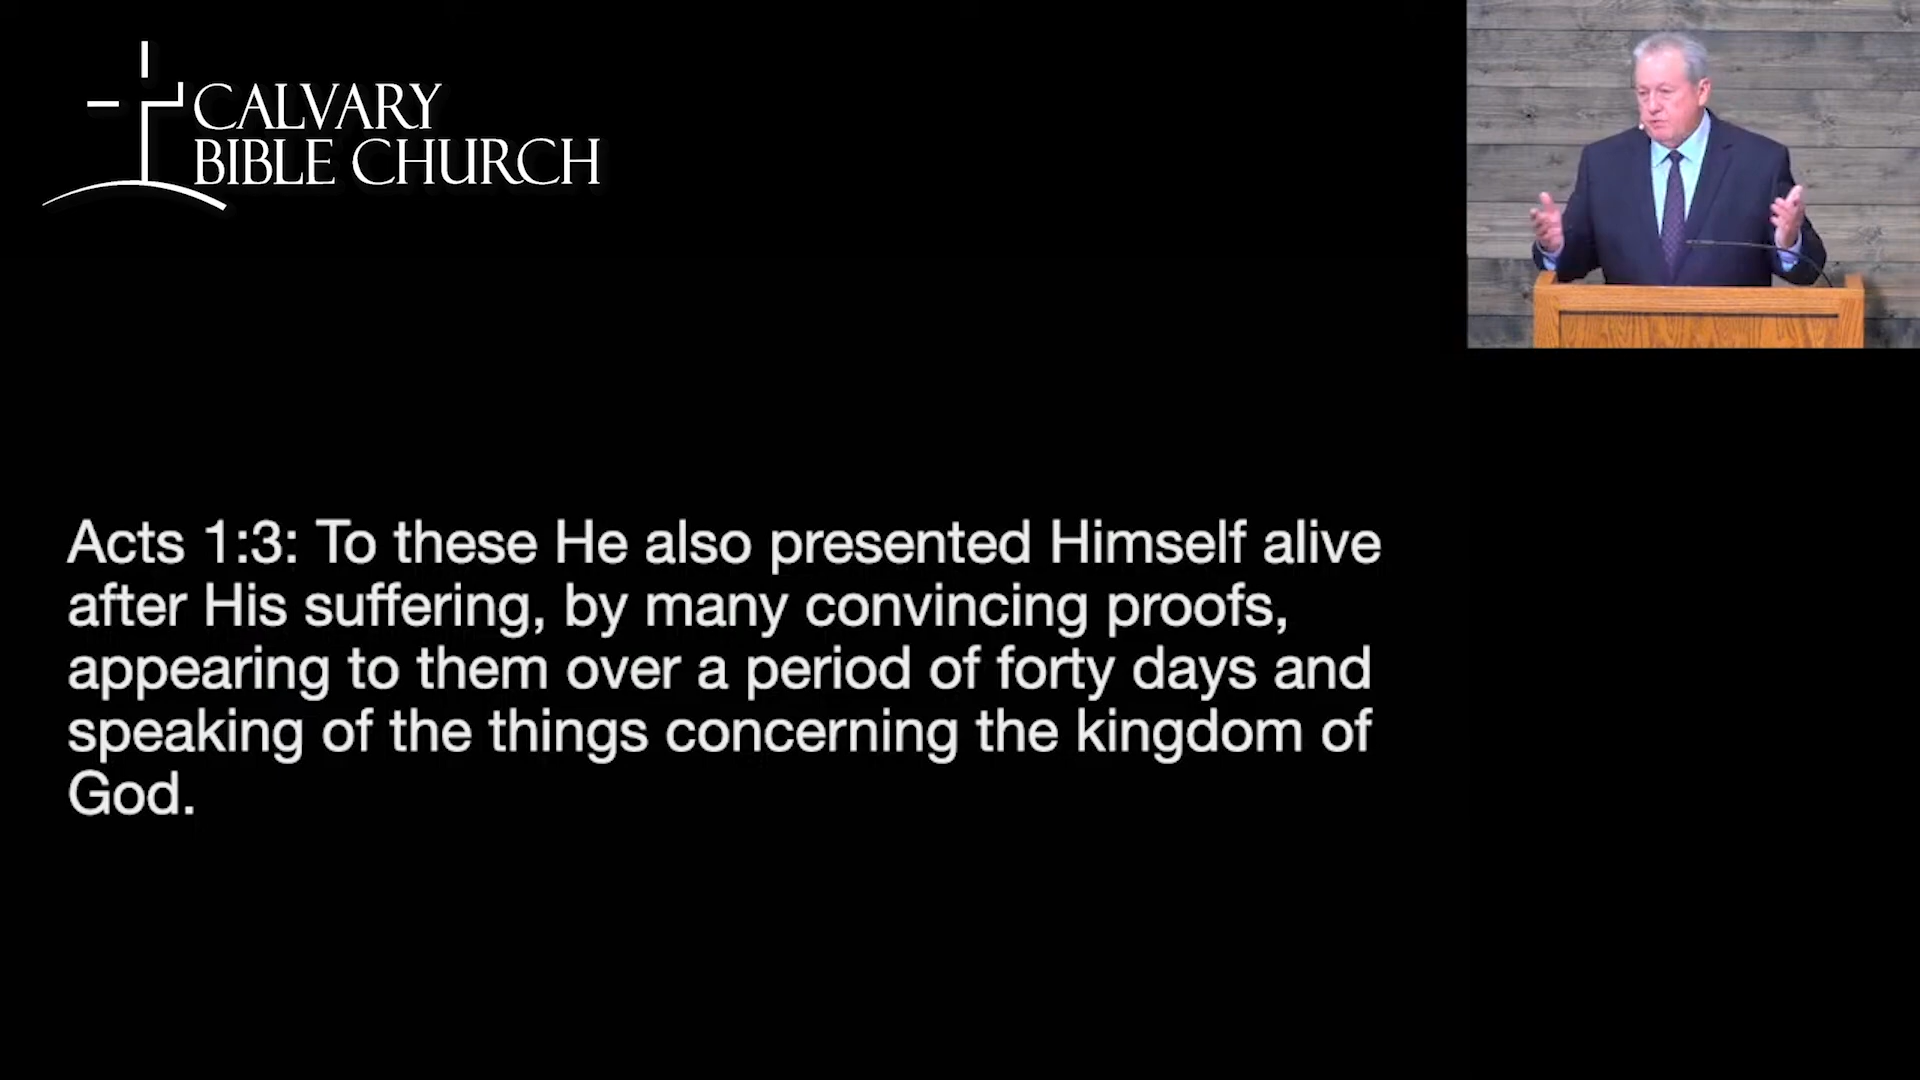 CALVARY
BIBLE CHURCH
Acts 1:3: To these He also presented Himself alive
after His suffering, by many convincing proofs,
appearing to them over a period of forty days and
speaking of the things concerning the kingdom of
God.